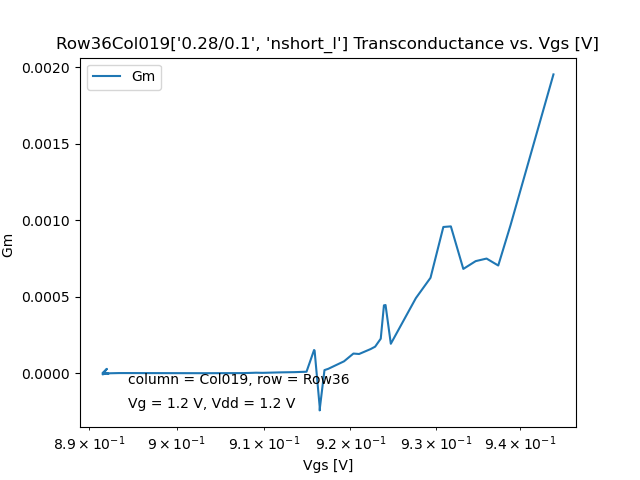 Row36Col019['0.28/0.1', 'nshort_l'] Transconductance vs. Vgs [V]
Gm
0.0020
0.0015
0.0010
0.0005
0.0000
Gm
column = Col019, row = Row36
Vg = 1.2 V, Vdd = 1.2 V
8.9 × 10⁻¹ 9 × 10⁻¹ 9.1 × 10⁻¹ 9.2 × 10⁻¹ 9.3 × 10⁻¹ 9.4 × 10⁻¹
Vgs [V]